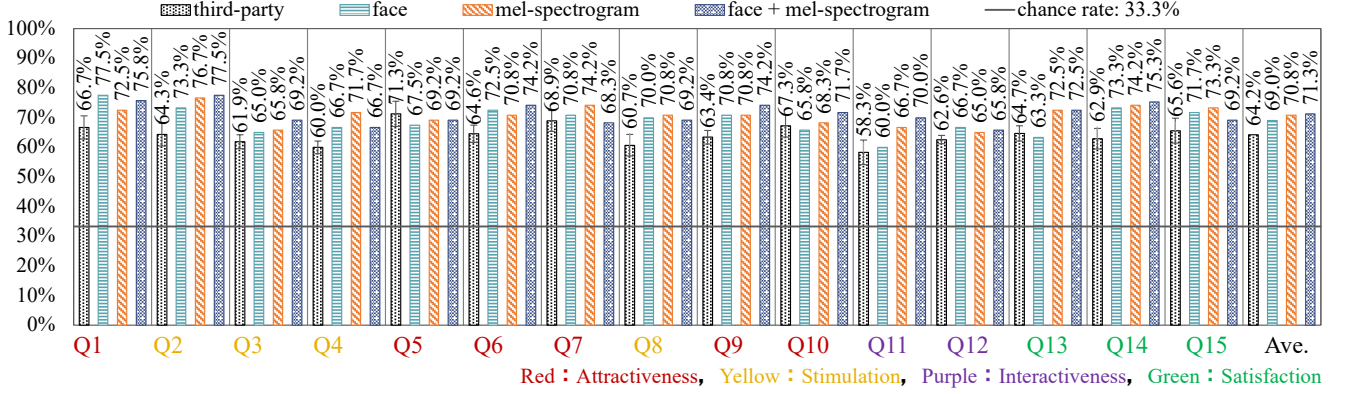 third-party face mel-spectrogram face + mel-spectrogram chance rate: 33.3%
100%
90%
80%
70%
60%
50%
40%
30%
20%
10%
0%
66.7% 77.5% 72.5% 75.8%
64.3% 73.3% 76.7% 77.5%
61.9% 65.0% 65.8% 69.2%
60.0% 66.7% 71.7% 66.7%
71.3% 67.5% 69.2% 69.2%
64.6% 72.5% 70.8% 74.2%
68.9% 70.8% 74.2% 68.3%
60.7% 70.0% 70.8% 69.2%
63.4% 70.8% 70.8% 74.2%
67.3% 65.8% 68.3% 71.7%
58.3% 60.0% 66.7% 70.0%
62.6% 66.7% 65.0% 65.8%
64.7% 63.3% 72.5% 72.5%
62.9% 73.3% 74.2% 75.3%
65.6% 71.7% 73.3% 69.2%
64.2% 69.0% 70.8% 71.3%
Q1 Q2 Q3 Q4 Q5 Q6 Q7 Q8 Q9 Q10 Q11 Q12 Q13 Q14 Q15 Ave.
Red：Attractiveness, Yellow：Stimulation, Purple：Interactiveness, Green：Satisfaction